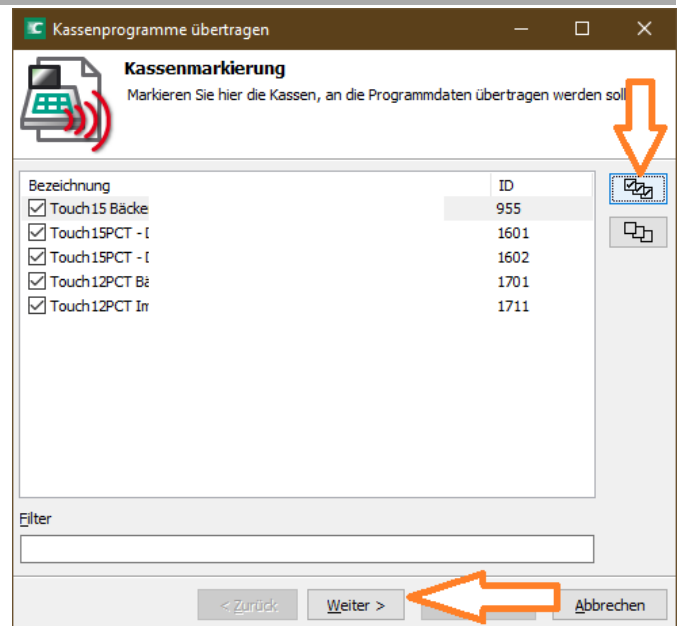 Kassenprogramme übertragen
Kassenmarkierung
Markieren Sie hier die Kassen, an die Programmdaten übertragen werden soll
Bezeichnung ID
Touch15 Bäcke 955
Touch15PCT - 1601
Touch15PCT - 1602
Touch12PCT Bä 1701
Touch12PCT Im 1711
Filter
< Zurück Weiter > Abbrechen